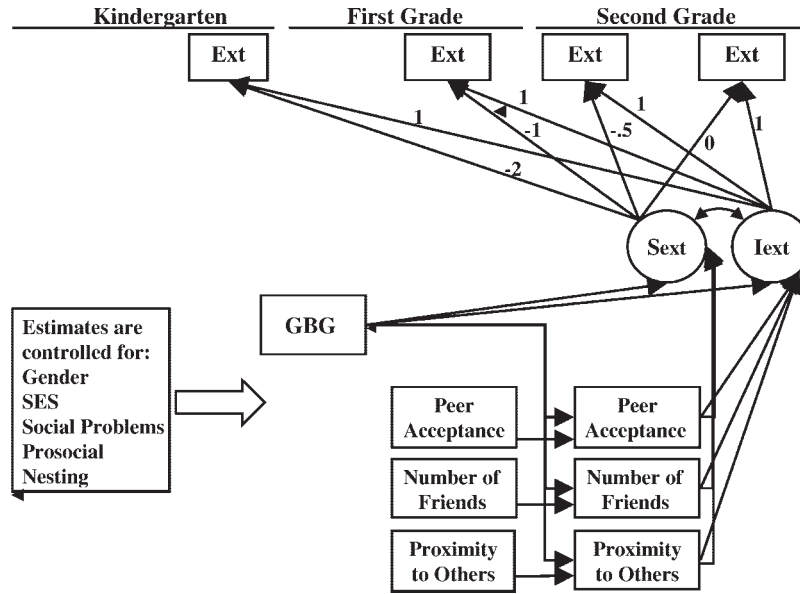 Kindergarten
First Grade
Second Grade
Ext
Ext
Ext
Ext
1
-2
1
-1
1
-.5
0
1
Sext
Iext
GBG
Estimates are
controlled for:
Gender
SES
Social Problems
Prosocial
Nesting
Peer
Acceptance
Peer
Acceptance
Number of
Friends
Number of
Friends
Proximity
to Others
Proximity
to Others